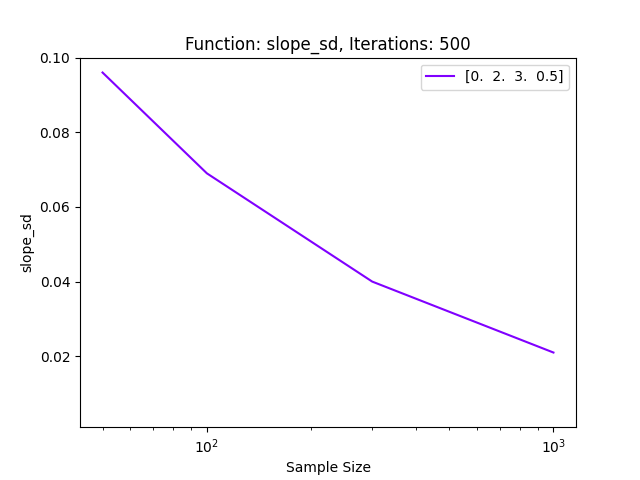 Function: slope_sd, Iterations: 500
[0. 2. 3. 0.5]
0.10
0.08
0.06
0.04
0.02
slope_sd
10²
10³
Sample Size